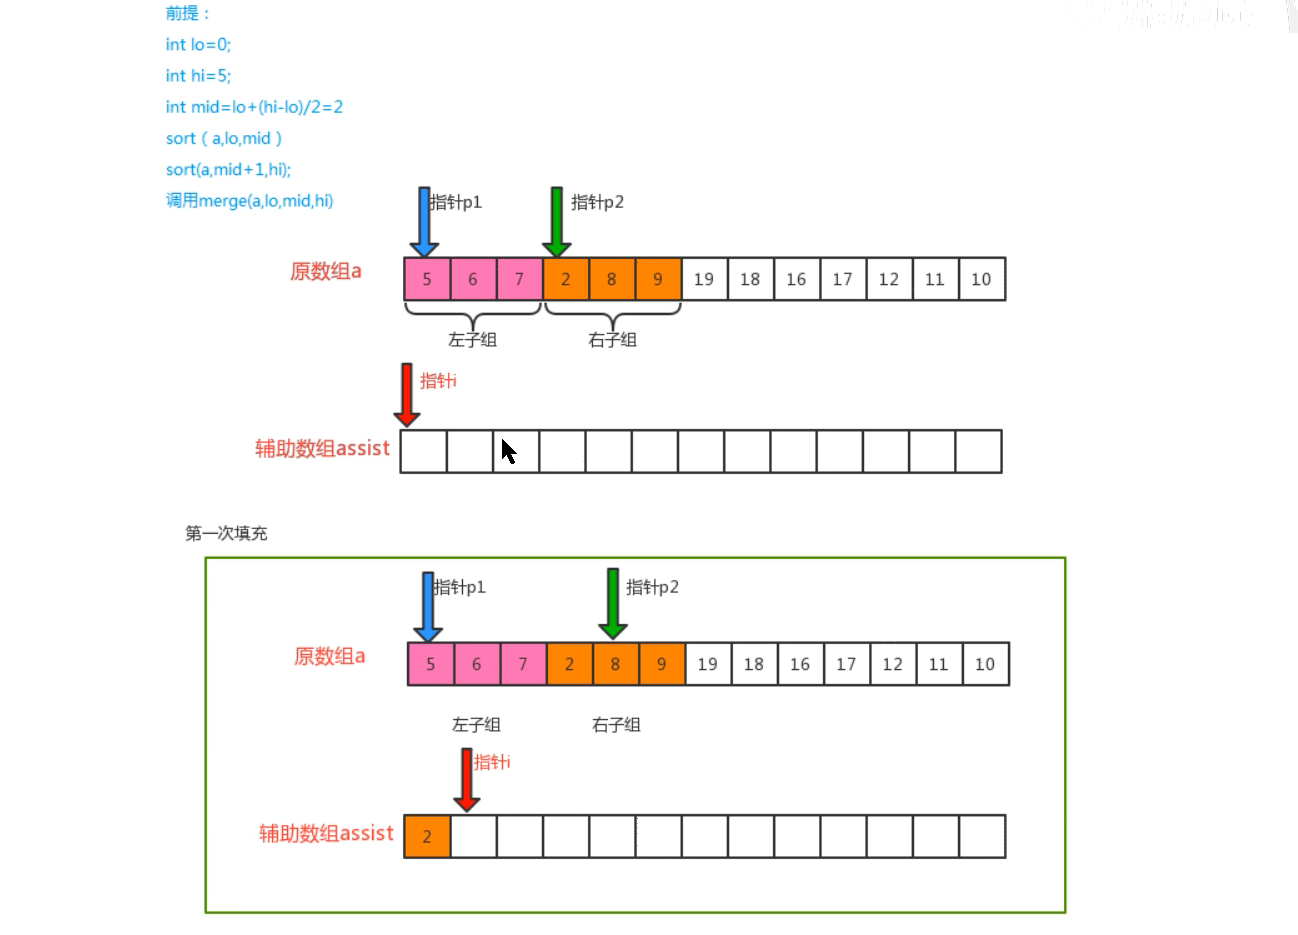 前提：
int lo=0;
int hi=5;
int mid=lo+(hi-lo)/2=2
sort（a,lo,mid）
sort(a,mid+1,hi);
调用merge(a,lo,mid,hi)
指针p1 指针p2
原数组a 5 6 7 2 8 9 19 18 16 17 12 11 10
左子组 右子组
指针i
辅助数组assist
第一次填充
指针p1 指针p2
原数组a 5 6 7 2 8 9 19 18 16 17 12 11 10
左子组 右子组
指针i
辅助数组assist 2